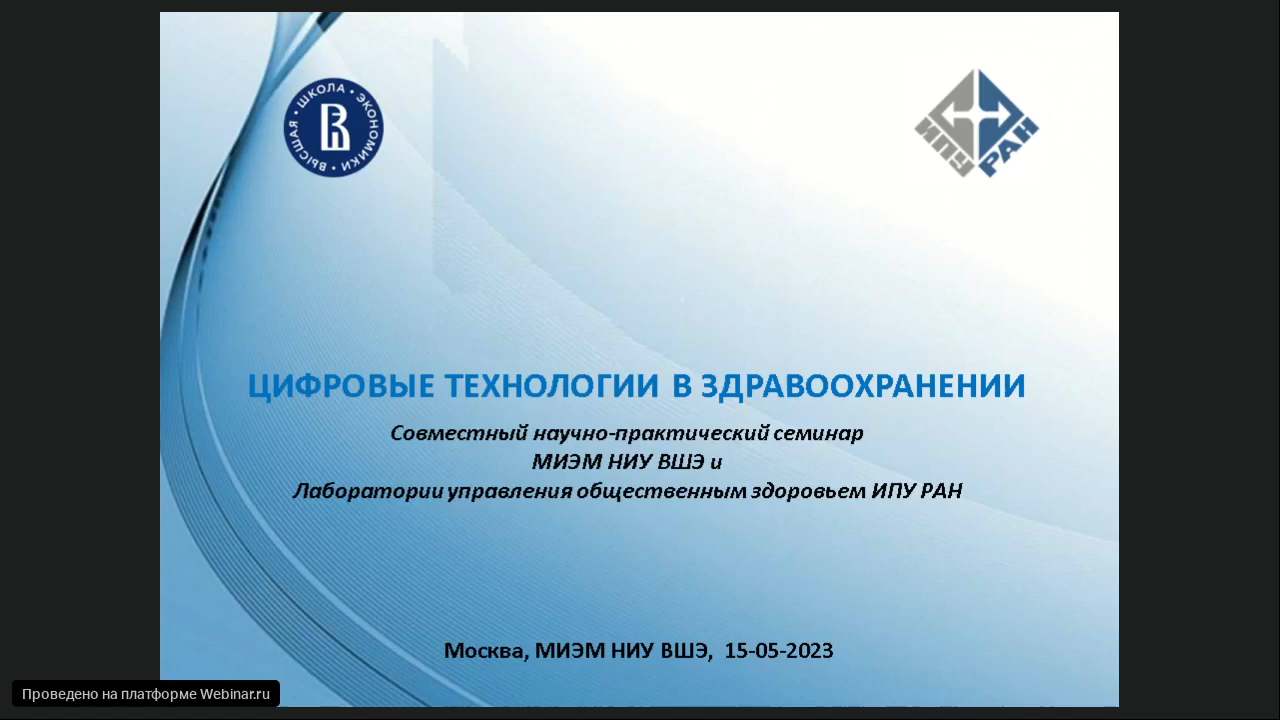 ВЫСШАЯ • ШКОЛА • ЭКОНОМИКИ •
ИПУ РАН
ЦИФРОВЫЕ ТЕХНОЛОГИИ В ЗДРАВООХРАНЕНИИ
Совместный научно-практический семинар
МИЭМ НИУ ВШЭ и
Лаборатории управления общественным здоровьем ИПУ РАН
Москва, МИЭМ НИУ ВШЭ, 15-05-2023
Проведено на платформе Webinar.ru